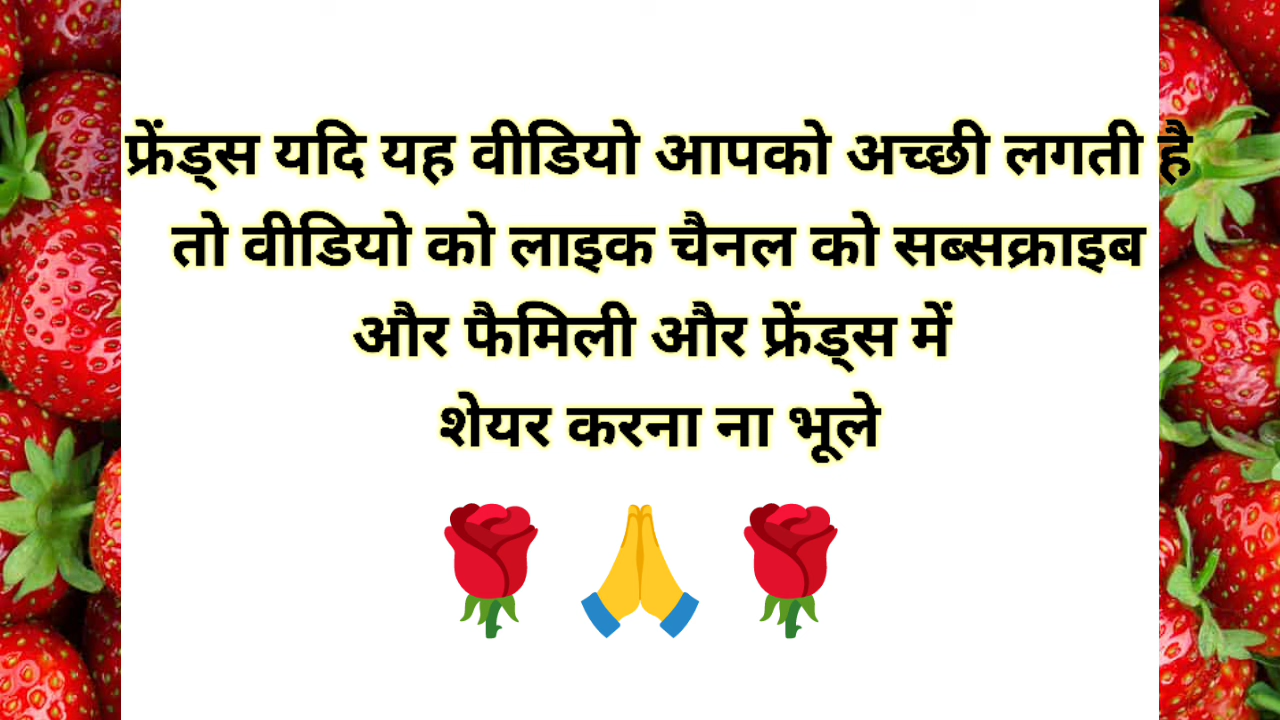 फ्रेंड्स यदि यह वीडियो आपको अच्छी लगती है
तो वीडियो को लाइक चैनल को सब्सक्राइब
और फैमिली और फ्रेंड्स में
शेयर करना ना भूले